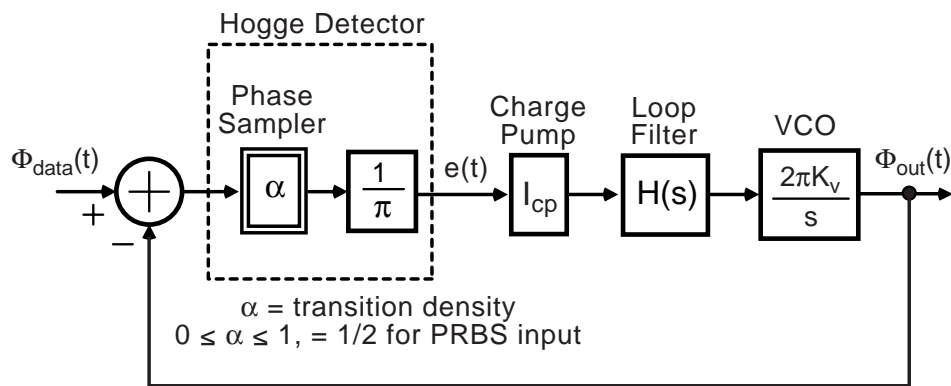 Hogge Detector
Phase
Sampler
Charge
Pump
Loop
Filter
VCO
Φdata(t)
α
1
π
e(t)
Icp
H(s)
2πKv
s
Φout(t)
+
−
α = transition density
0 ≤ α ≤ 1, = 1/2 for PRBS input